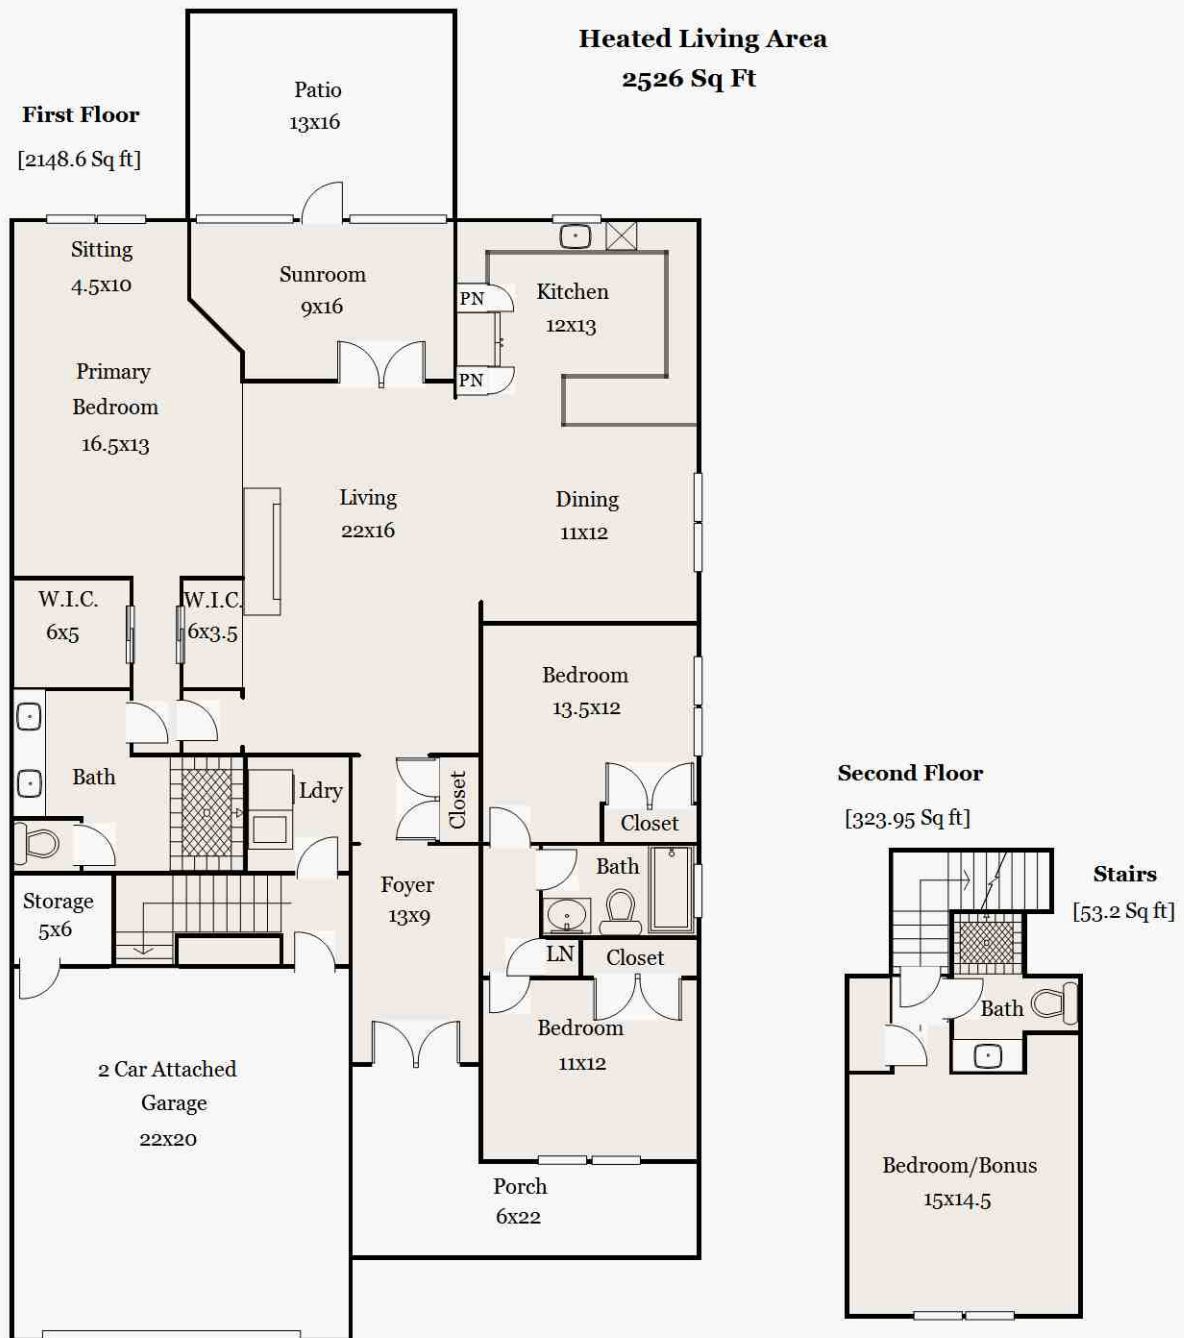 Heated Living Area
2526 Sq Ft
First Floor
[2148.6 Sq ft]
Patio
13x16
Sitting
4.5x10
Sunroom
9x16
PN
Kitchen
12x13
PN
Primary
Bedroom
16.5x13
Living
22x16
Dining
11x12
W.I.C.
6x5
W.I.C.
6x3.5
Bedroom
13.5x12
Bath
Ldry
Closet
Closet
Storage
5x6
Foyer
13x9
Bath
LN
Closet
Bedroom
11x12
2 Car Attached
Garage
22x20
Porch
6x22
Second Floor
[323.95 Sq ft]
Stairs
[53.2 Sq ft]
Bath
Bedroom/Bonus
15x14.5